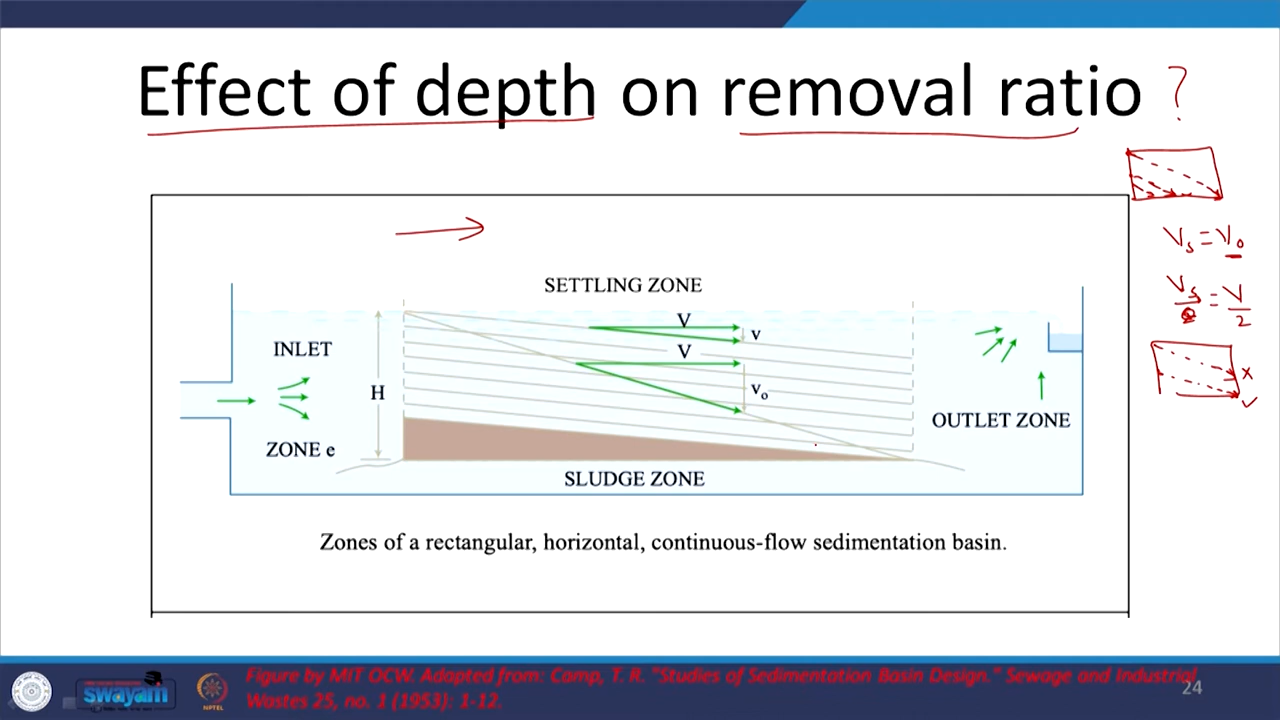 Effect of depth on removal ratio ?
SETTLING ZONE
V
v
INLET
V
H
vo
ZONE e
OUTLET ZONE
SLUDGE ZONE
Zones of a rectangular, horizontal, continuous-flow sedimentation basin.
Vs = Vo
Vs = V/2
x
Figure by MIT OCW. Adapted from: Camp, T. R. "Studies of Sedimentation Basin Design." Sewage and Industrial
Wastes 25, no. 1 (1953): 1-12.
24
swayam
NPTEL